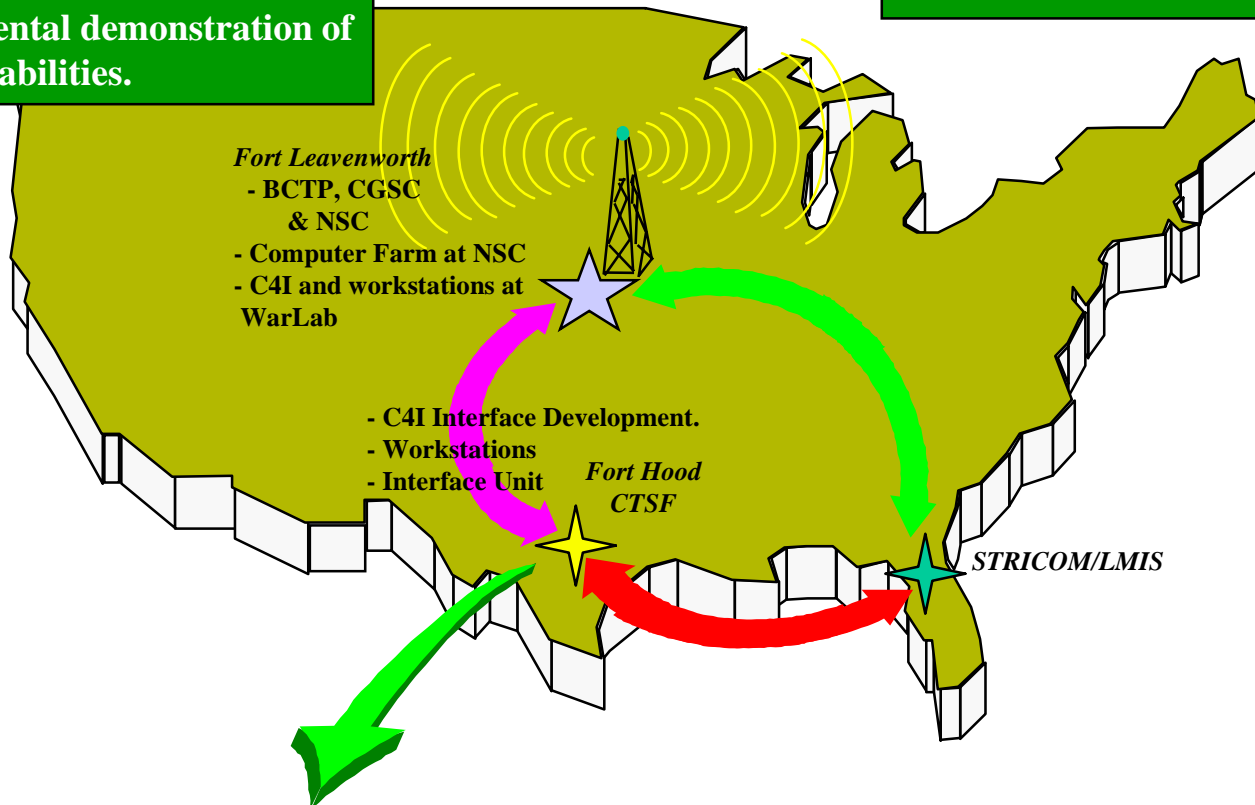 ental demonstration of
abilities.
Fort Leavenworth
- BCTP, CGSC
& NSC
- Computer Farm at NSC
- C4I and workstations at
WarLab
- C4I Interface Development.
- Workstations
- Interface Unit
Fort Hood
CTSF
STRICOM/LMIS